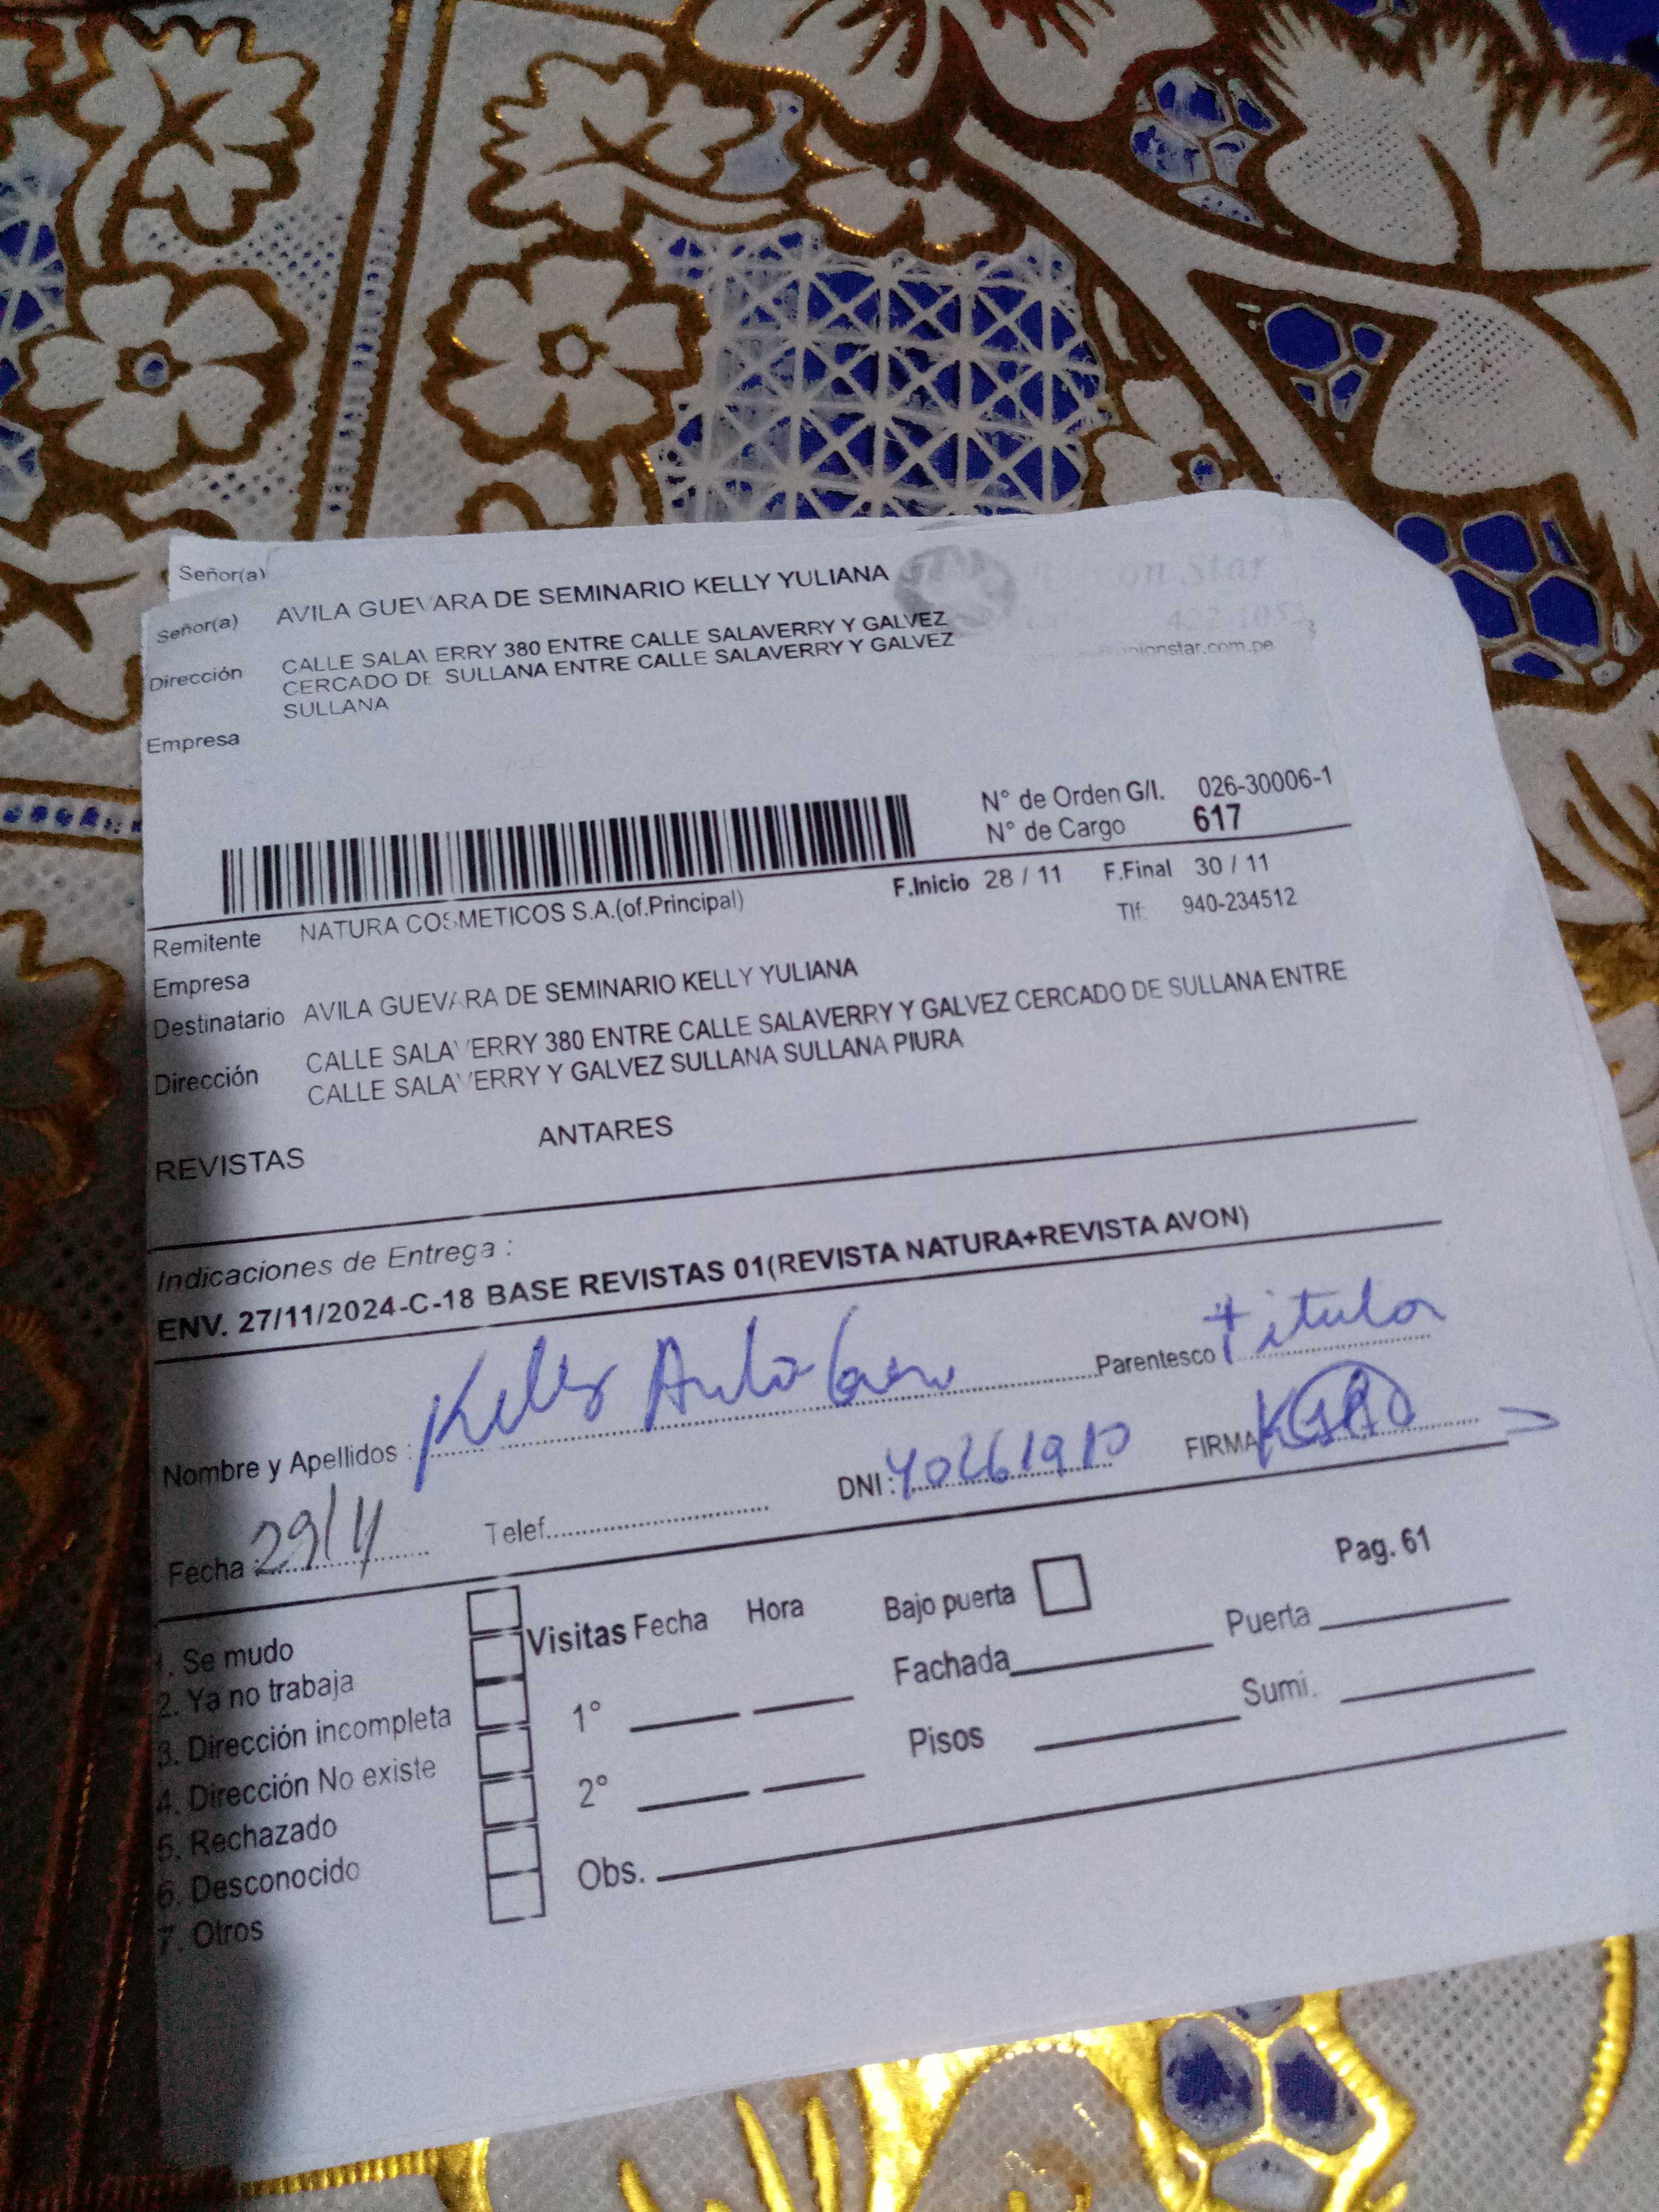 Señor(a)
Señor(a) AVILA GUEVARA DE SEMINARIO KELLY YULIANA
Dirección CALLE SALAVERRY 380 ENTRE CALLE SALAVERRY Y GALVEZ
CERCADO DE SULLANA ENTRE CALLE SALAVERRY Y GALVEZ
SULLANA
on Star
ionstar.com.pe
Empresa
N° de Orden G/I. 026-30006-1
N° de Cargo 617
F.Inicio 28 / 11 F.Final 30 / 11
Remitente NATURA COSMETICOS S.A.(of.Principal) Tlf: 940-234512
Empresa
Destinatario AVILA GUEVARA DE SEMINARIO KELLY YULIANA
Dirección CALLE SALAVERRY 380 ENTRE CALLE SALAVERRY Y GALVEZ CERCADO DE SULLANA ENTRE
CALLE SALAVERRY Y GALVEZ SULLANA SULLANA PIURA
REVISTAS ANTARES
Indicaciones de Entrega :
ENV. 27/11/2024-C-18 BASE REVISTAS 01(REVISTA NATURA+REVISTA AVON)
Nombre y Apellidos : Kelly Parentesco Titular
Fecha : 29/11 Telef. DNI : FIRMA
Pag. 61
1. Se mudo Visitas Fecha Hora Bajo puerta
2. Ya no trabaja Fachada Puerta
3. Dirección incompleta 1°
4. Dirección No existe Pisos Sumi.
5. Rechazado 2°
6. Desconocido Obs.
7. Otros